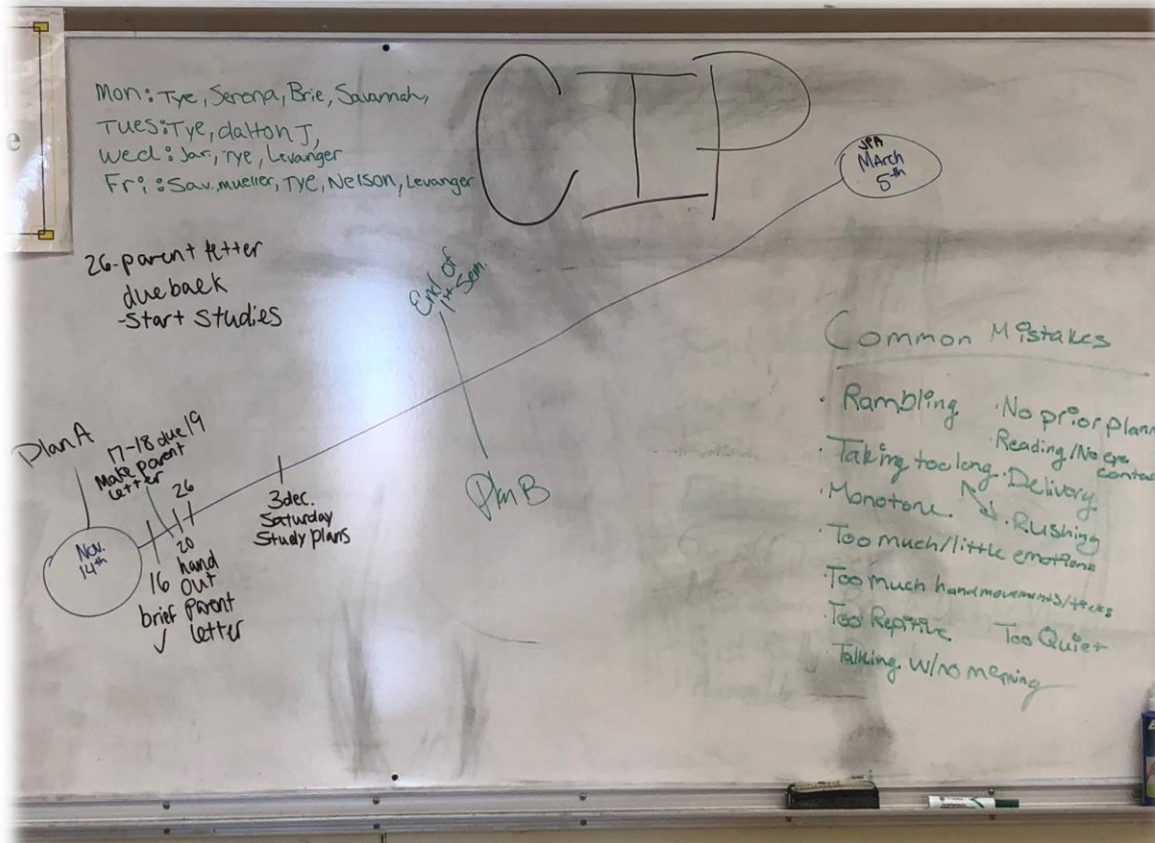 CIP
Mon: Tye, Serena, Brie, Savannah,
Tues: Tye, dalton J,
Wed: Jar, Tye, Levanger
Fri: Sav. mueller, Tye, Nelson, Levanger
JPA
March
5th
26-parent letter
due back
-Start Studies
End of
1st Sem.
Plan B
Plan A
Nov.
14th
17-18 due 19
Make parent
letter
26
16
brief
20
hand
out
parent
letter
3 dec.
Saturday
Study plans
Common Mistakes
· Rambling
· No prior plann
· Taking too long
Reading/No eye
contac
· Monotone
· Delivery
· Rushing
· Too much/little emotions
· Too much hand movements/
· Too Repitive
Too Quiet
· Talking w/no meaning
e